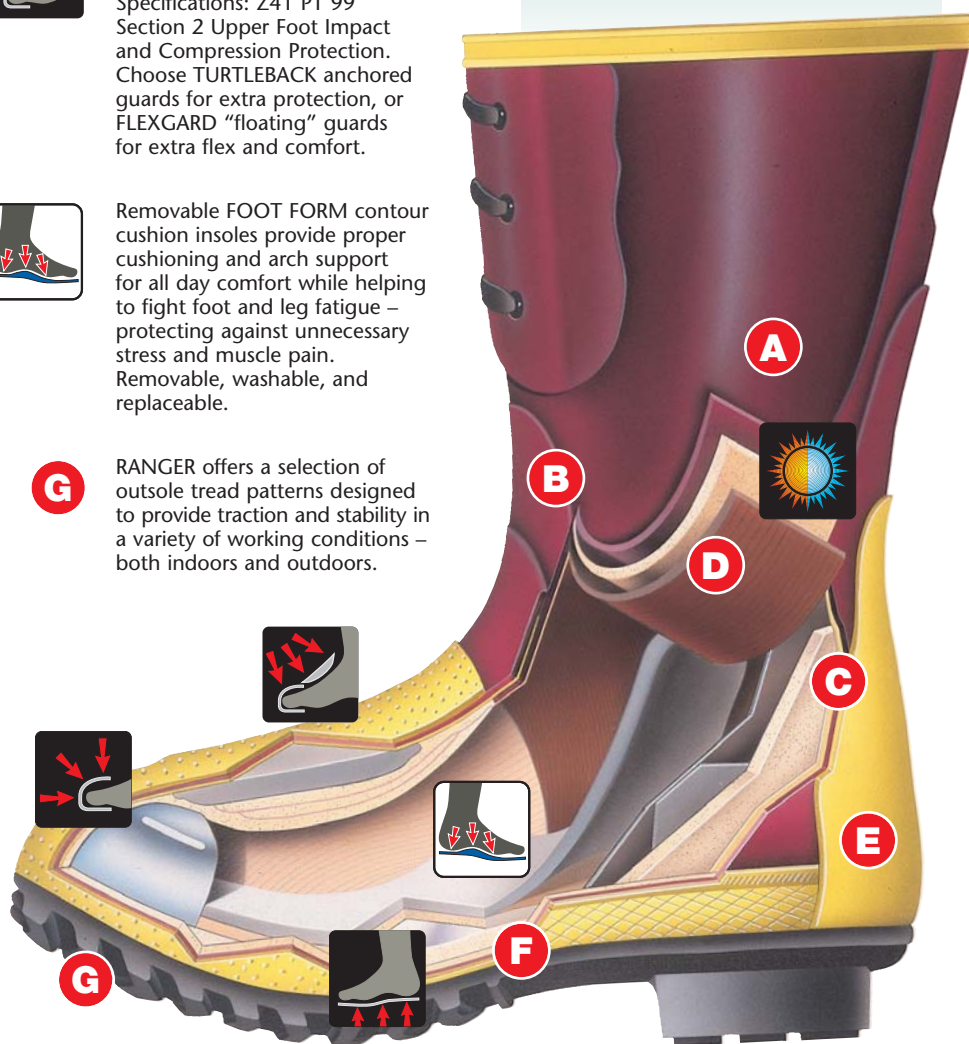 Specifications: Z41 PT 99
Section 2 Upper Foot Impact
and Compression Protection.
Choose TURTLEBACK anchored
guards for extra protection, or
FLEXGARD “floating” guards
for extra flex and comfort.
Removable FOOT FORM contour
cushion insoles provide proper
cushioning and arch support
for all day comfort while helping
to fight foot and leg fatigue –
protecting against unnecessary
stress and muscle pain.
Removable, washable, and
replaceable.
G
RANGER offers a selection of
outsole tread patterns designed
to provide traction and stability in
a variety of working conditions –
both indoors and outdoors.
A
B
D
C
E
F
G